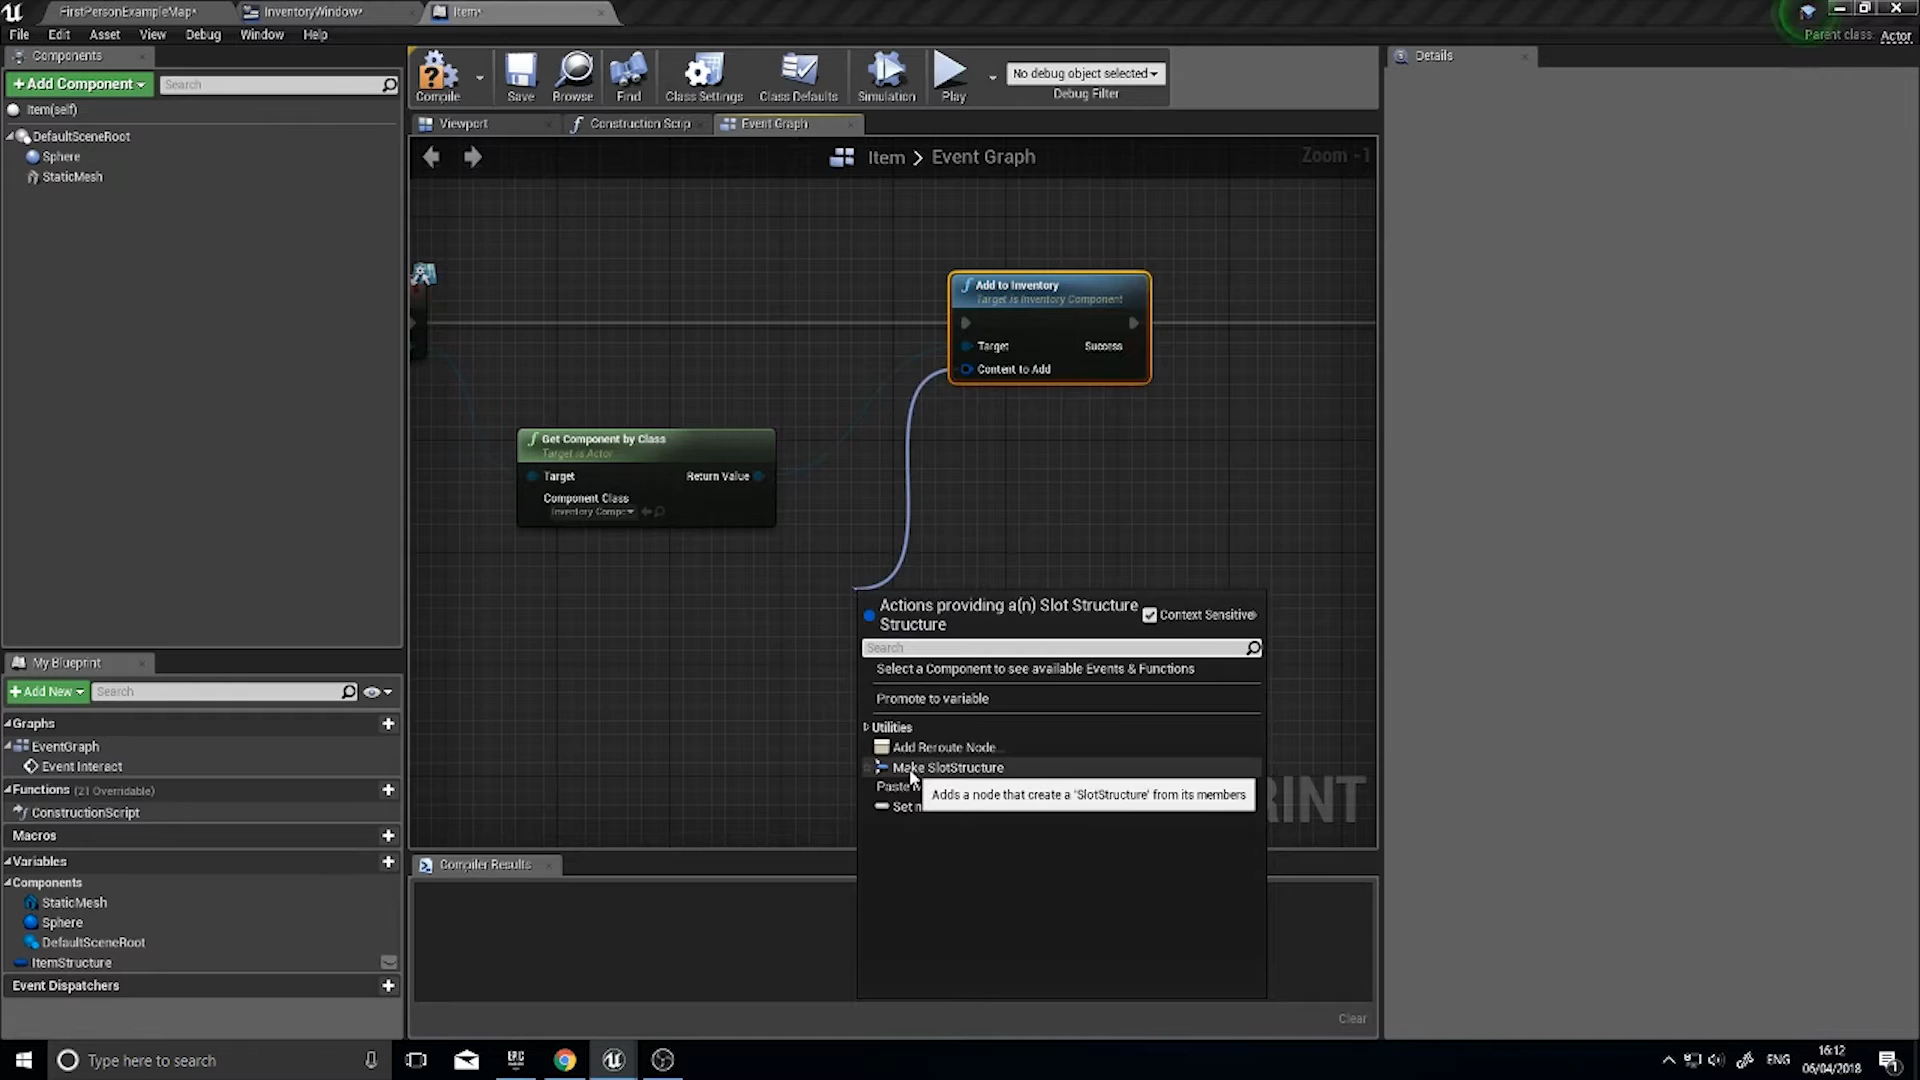 FirstPersonExampleMap*
InventoryWindow*
Item*
File Edit Asset View Debug Window Help
Parent class: Actor
Components
+Add Component
Search
Item(self)
DefaultSceneRoot
Sphere
StaticMesh
Compile
Save
Browse
Find
Class Settings
Class Defaults
Simulation
Play
No debug object selected
Debug Filter
Details
Viewport
Construction Scrip
Event Graph
Item > Event Graph
Zoom -1
Add to Inventory
Target is Inventory Component
Target
Success
Content to Add
Get Component by Class
Target is Actor
Target
Return Value
Component Class
Inventory Compo
Actions providing a(n) Slot Structure
Structure
Context Sensitive
Search
Select a Component to see available Events & Functions
Promote to variable
Utilities
Add Reroute Node...
Make SlotStructure
Paste
Set
Adds a node that create a 'SlotStructure' from its members
RINT
My Blueprint
+Add New
Search
Graphs
EventGraph
Event Interact
Functions (21 Overridable)
ConstructionScript
Macros
Variables
Components
StaticMesh
Sphere
DefaultSceneRoot
ItemStructure
Event Dispatchers
Compiler Results
Clear
Type here to search
EPIC
ENG
16:12
06/04/2018
1